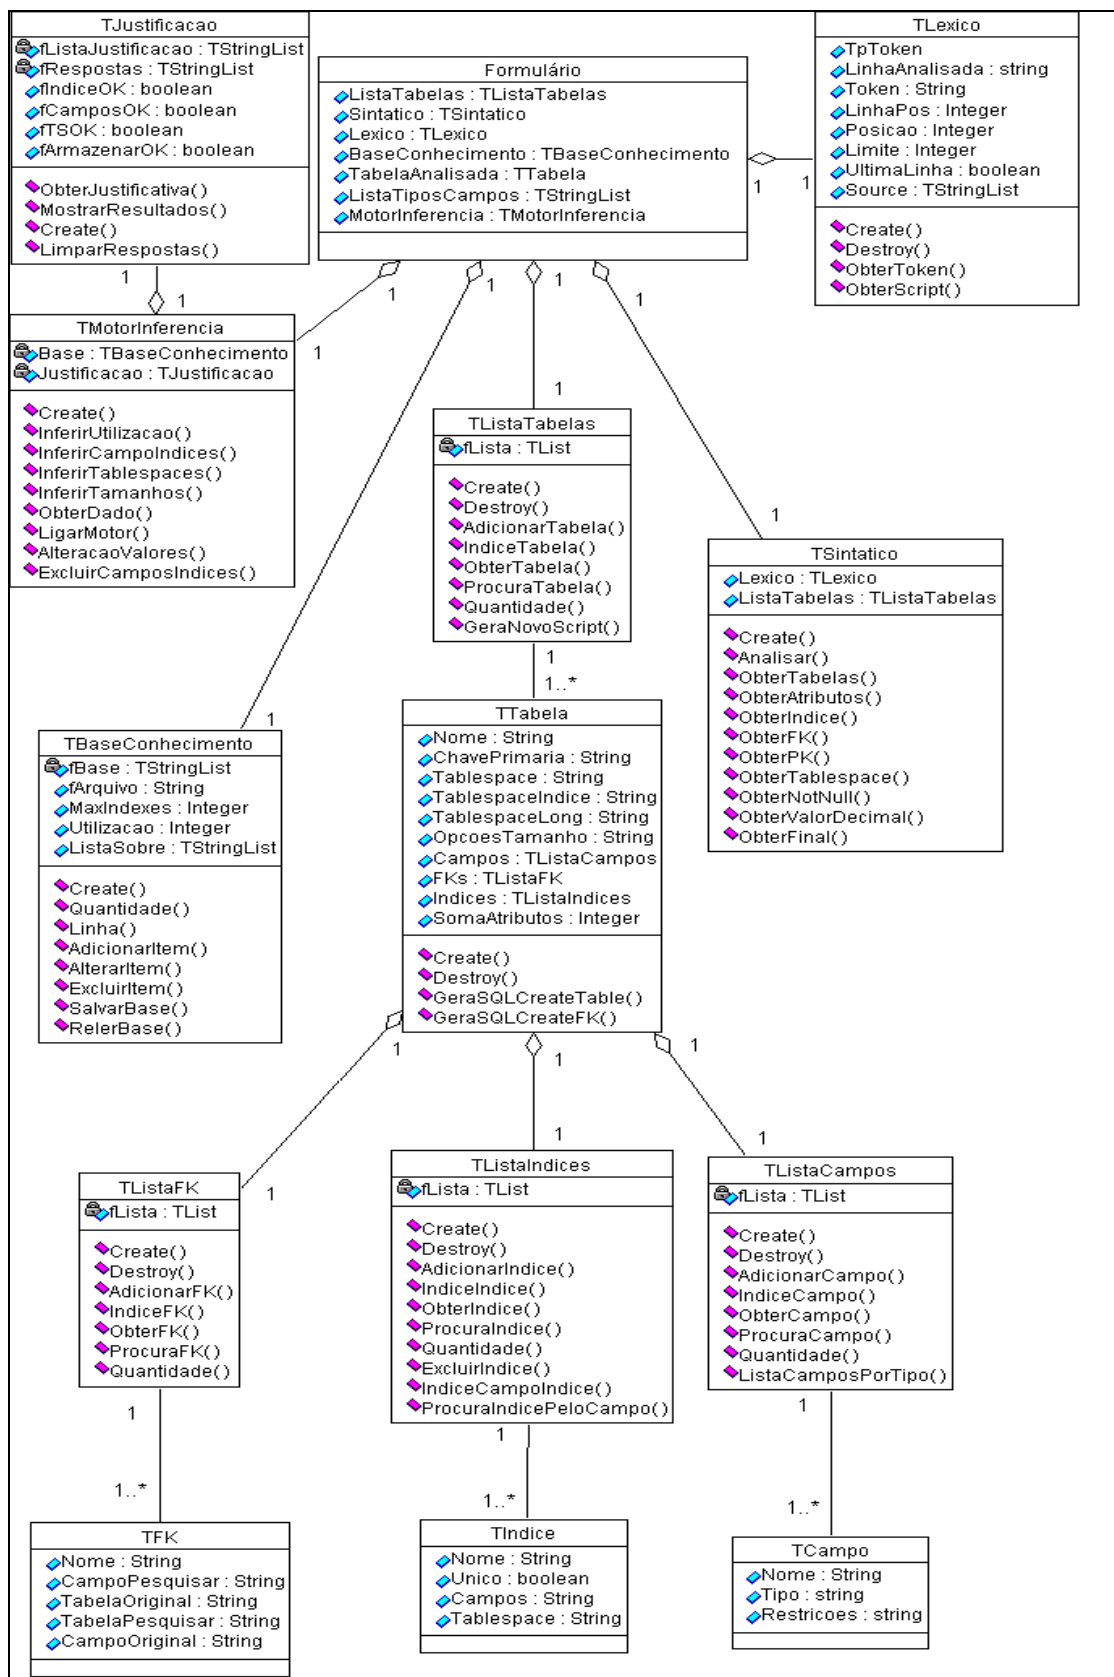 TJustificacao
fListaJustificacao : TStringList
fRespostas : TStringList
fIndiceOK : boolean
fCamposOK : boolean
fTSOK : boolean
fArmazenarOK : boolean
ObterJustificativa()
MostrarResultados()
Create()
LimparRespostas()
Formulário
ListaTabelas : TListaTabelas
Sintatico : TSintatico
Lexico : TLexico
BaseConhecimento : TBaseConhecimento
TabelaAnalisada : TTabela
ListaTiposCampos : TStringList
MotorInferencia : TMotorInferencia
TLexico
TpToken
LinhaAnalisada : string
Token : String
LinhaPos : Integer
Posicao : Integer
Limite : Integer
UltimaLinha : boolean
Source : TStringList
Create()
Destroy()
ObterToken()
ObterScript()
1
1
1
1
1
1
1
1
1
1
TMotorInferencia
Base : TBaseConhecimento
Justificacao : TJustificacao
Create()
InferirUtilizacao()
InferirCampoIndices()
InferirTablespaces()
InferirTamanhos()
ObterDado()
LigarMotor()
AlteracaoValores()
ExcluirCamposIndices()
1
TListaTabelas
fLista : TList
Create()
Destroy()
AdicionarTabela()
IndiceTabela()
ObterTabela()
ProcuraTabela()
Quantidade()
GeraNovoScript()
1
TSintatico
Lexico : TLexico
ListaTabelas : TListaTabelas
Create()
Analisar()
ObterTabelas()
ObterAtributos()
ObterIndice()
ObterFK()
ObterPK()
ObterTablespace()
ObterNotNull()
ObterValorDecimal()
ObterFinal()
1
1..*
1
TBaseConhecimento
fBase : TStringList
fArquivo : String
MaxIndexes : Integer
Utilizacao : Integer
ListaSobre : TStringList
Create()
Quantidade()
Linha()
AdicionarItem()
AlterarItem()
ExcluirItem()
SalvarBase()
RelerBase()
TTabela
Nome : String
ChavePrimaria : String
Tablespace : String
TablespaceIndice : String
TablespaceLong : String
OpcoesTamanho : String
Campos : TListaCampos
FKs : TListaFK
Indices : TListaIndices
SomaAtributos : Integer
Create()
Destroy()
GeraSQLCreateTable()
GeraSQLCreateFK()
1
1
1
1
1
1
TListaFK
fLista : TList
Create()
Destroy()
AdicionarFK()
IndiceFK()
ObterFK()
ProcuraFK()
Quantidade()
TListaIndices
fLista : TList
Create()
Destroy()
AdicionarIndice()
IndiceIndice()
ObterIndice()
ProcuraIndice()
Quantidade()
ExcluirIndice()
IndiceCampoIndice()
ProcuraIndicePeloCampo()
TListaCampos
fLista : TList
Create()
Destroy()
AdicionarCampo()
IndiceCampo()
ObterCampo()
ProcuraCampo()
Quantidade()
ListaCamposPorTipo()
1
1
1
1..*
1..*
1..*
TFK
Nome : String
CampoPesquisar : String
TabelaOriginal : String
TabelaPesquisar : String
CampoOriginal : String
TIndice
Nome : String
Unico : boolean
Campos : String
Tablespace : String
TCampo
Nome : String
Tipo : string
Restricoes : string